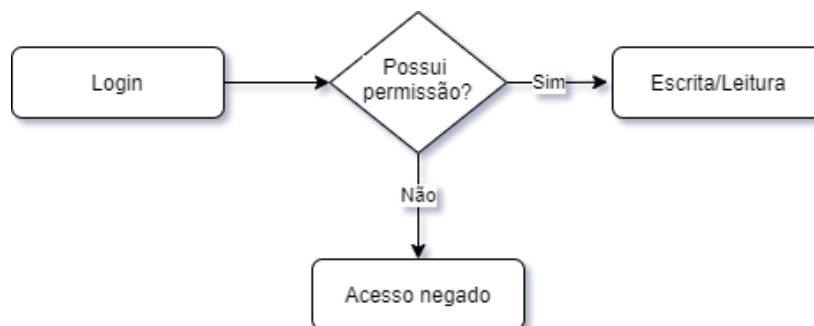 Login
Possui
permissão?
Sim
Escrita/Leitura
Não
Acesso negado